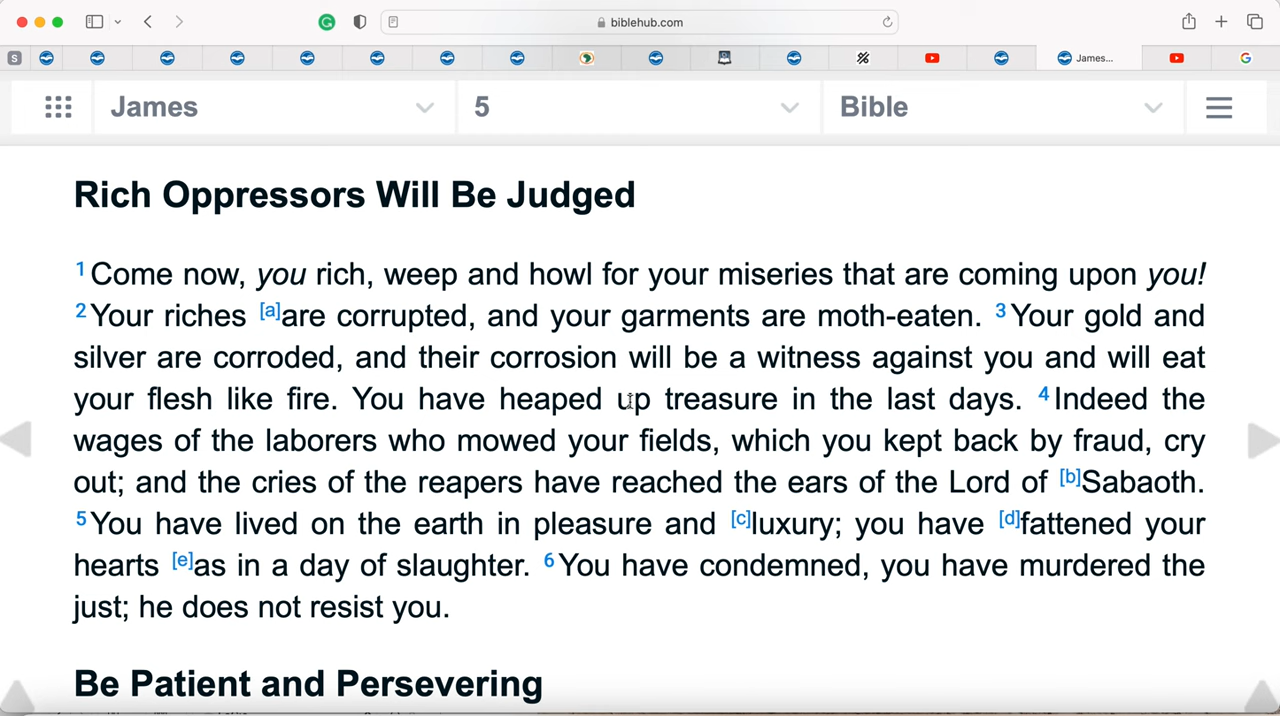 biblehub.com
S James...
James 5 Bible
Rich Oppressors Will Be Judged
1 Come now, you rich, weep and howl for your miseries that are coming upon you!
2 Your riches [a]are corrupted, and your garments are moth-eaten. 3 Your gold and
silver are corroded, and their corrosion will be a witness against you and will eat
your flesh like fire. You have heaped up treasure in the last days. 4 Indeed the
wages of the laborers who mowed your fields, which you kept back by fraud, cry
out; and the cries of the reapers have reached the ears of the Lord of [b]Sabaoth.
5 You have lived on the earth in pleasure and [c]luxury; you have [d]fattened your
hearts [e]as in a day of slaughter. 6 You have condemned, you have murdered the
just; he does not resist you.
Be Patient and Persevering